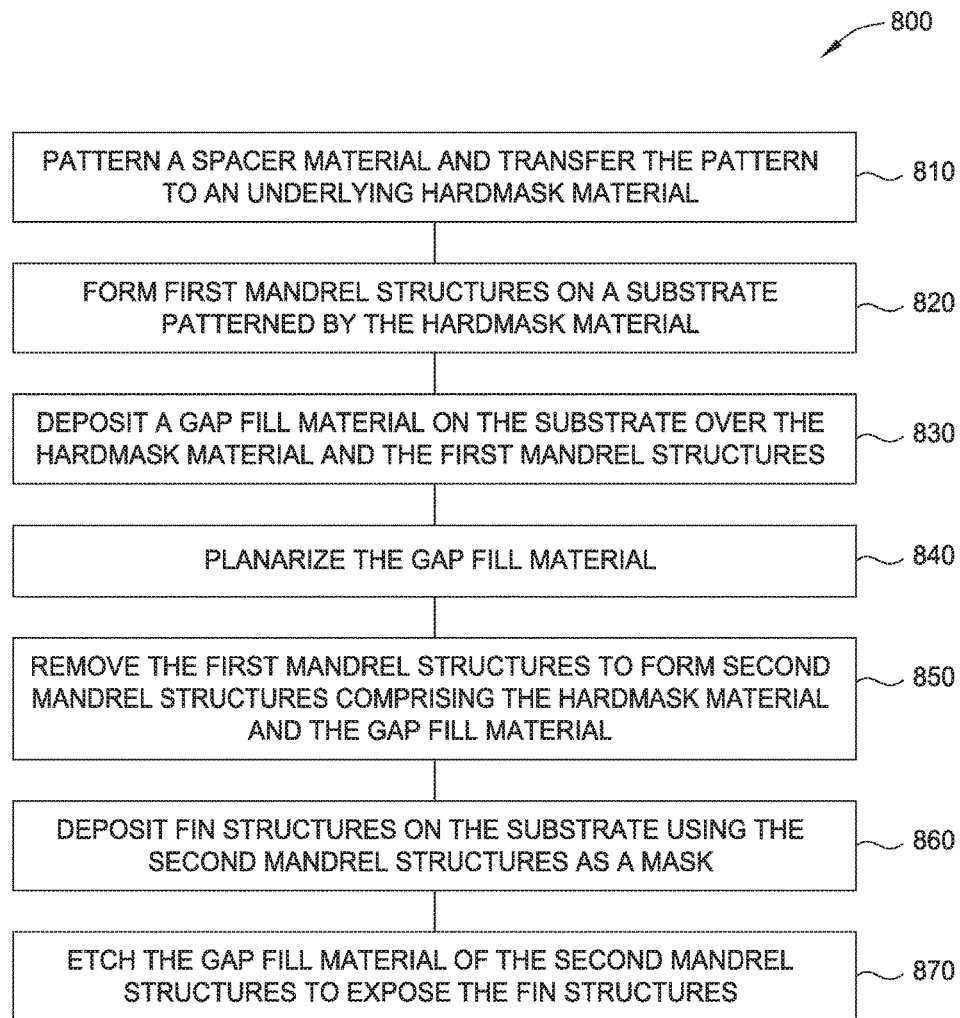 800
PATTERN A SPACER MATERIAL AND TRANSFER THE PATTERN
TO AN UNDERLYING HARDMASK MATERIAL
810
FORM FIRST MANDREL STRUCTURES ON A SUBSTRATE
PATTERNED BY THE HARDMASK MATERIAL
820
DEPOSIT A GAP FILL MATERIAL ON THE SUBSTRATE OVER THE
HARDMASK MATERIAL AND THE FIRST MANDREL STRUCTURES
830
PLANARIZE THE GAP FILL MATERIAL
840
REMOVE THE FIRST MANDREL STRUCTURES TO FORM SECOND
MANDREL STRUCTURES COMPRISING THE HARDMASK MATERIAL
AND THE GAP FILL MATERIAL
850
DEPOSIT FIN STRUCTURES ON THE SUBSTRATE USING THE
SECOND MANDREL STRUCTURES AS A MASK
860
ETCH THE GAP FILL MATERIAL OF THE SECOND MANDREL
STRUCTURES TO EXPOSE THE FIN STRUCTURES
870